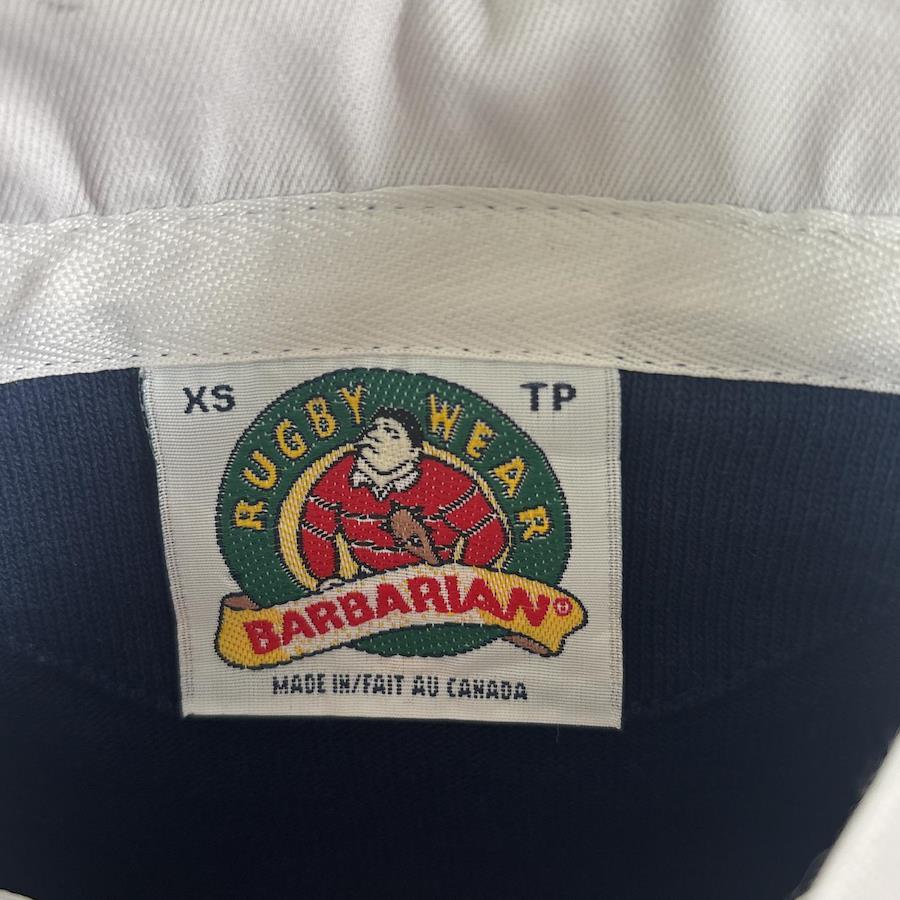 XS TP
RUGBY WEAR
BARBARIAN®
MADE IN/FAIT AU CANADA